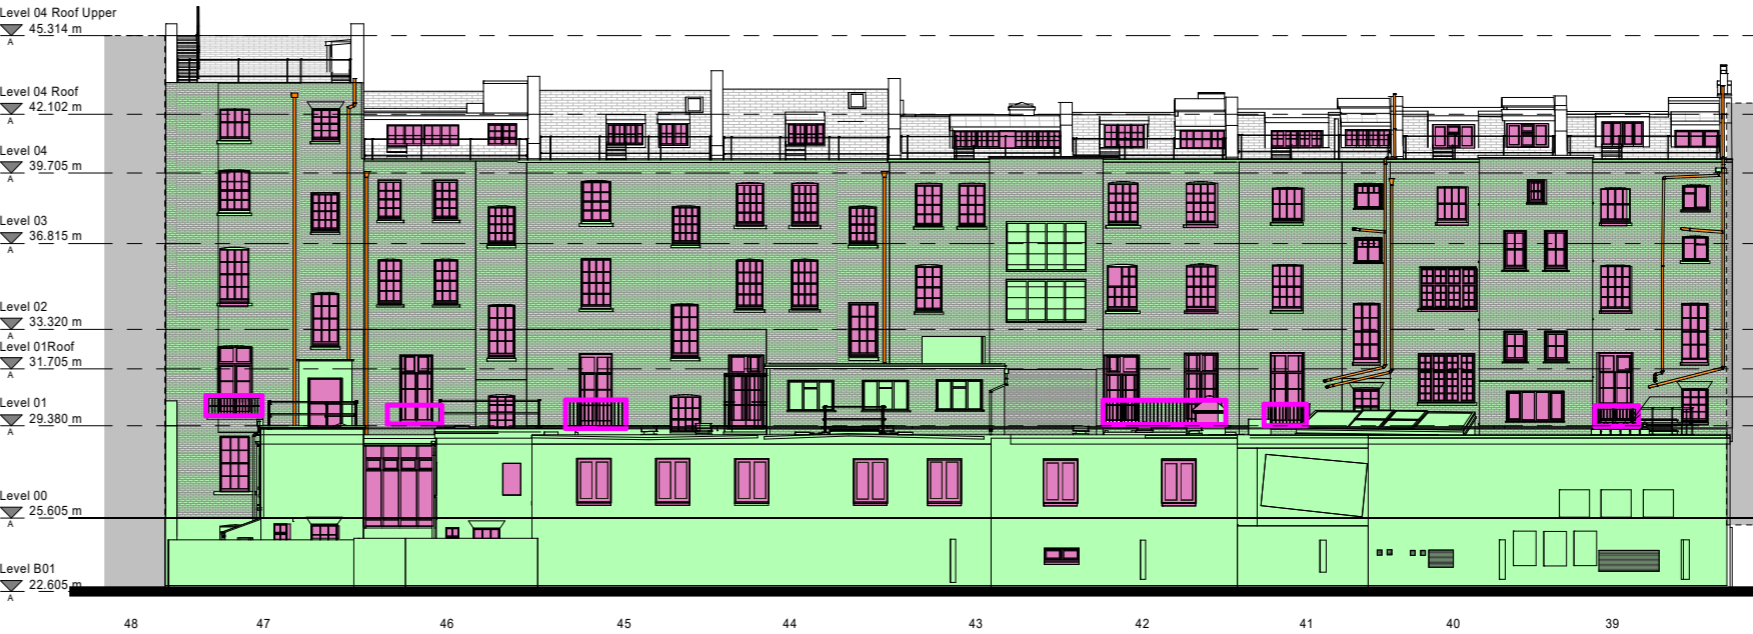 Level 04 Roof Upper
45.314 m
A
Level 04 Roof
42.102 m
A
Level 04
39.705 m
A
Level 03
36.815 m
A
Level 02
33.320 m
A
Level 01Roof
31.705 m
A
Level 01
29.380 m
A
Level 00
25.605 m
A
Level B01
22.605 m
A
48 47 46 45 44 43 42 41 40 39